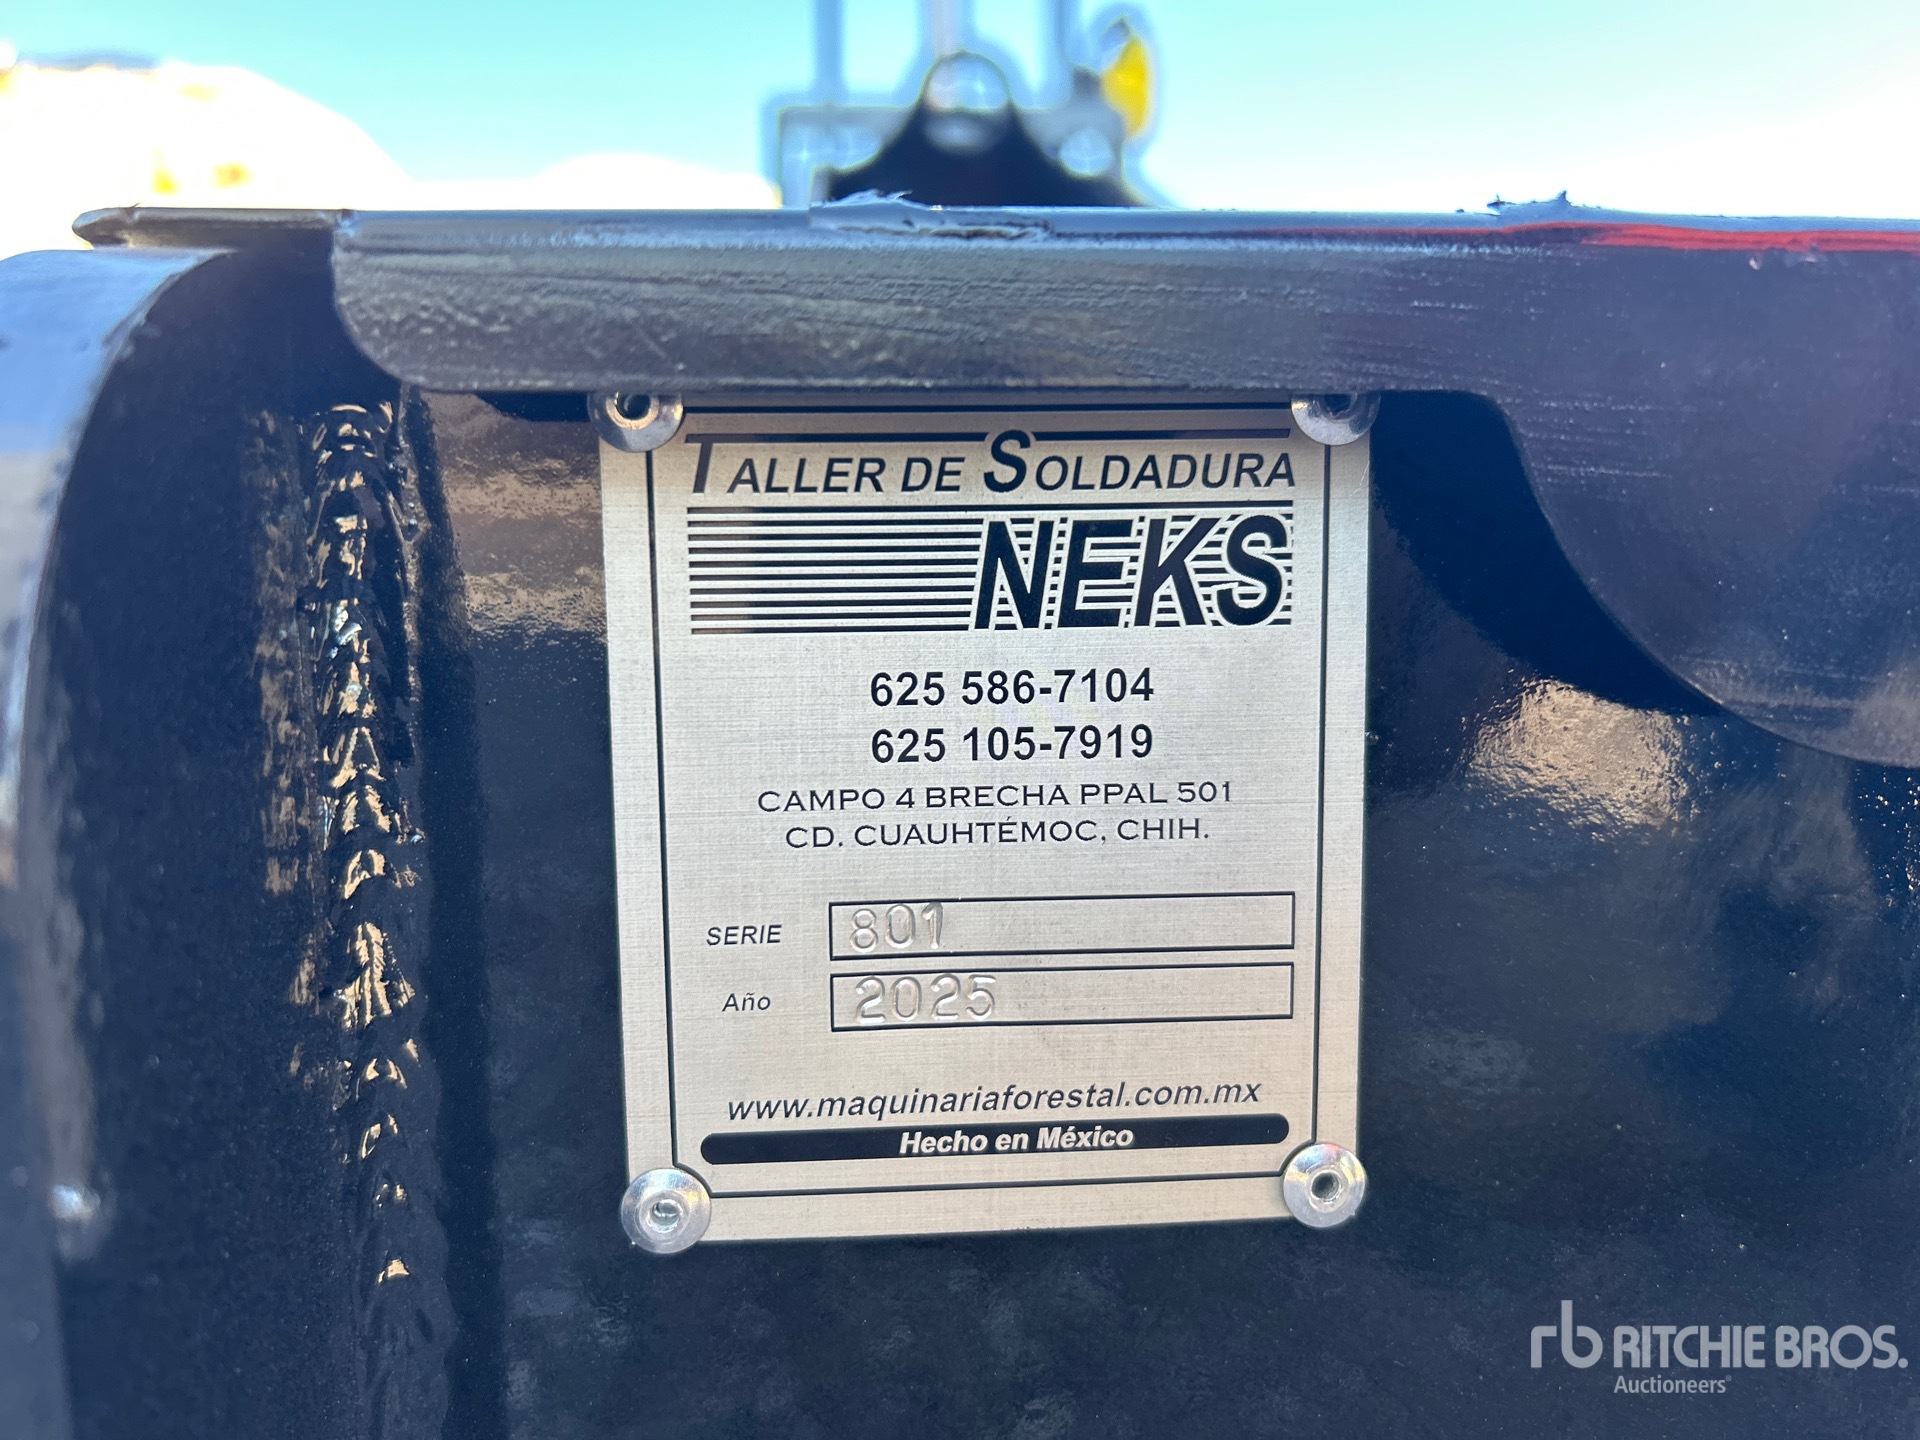 TALLER DE SOLDADURA
NEKS
625 586-7104
625 105-7919
CAMPO 4 BRECHA PPAL 501
CD. CUAUHTÉMOC, CHIH.
SERIE 801
Año 2025
www.maquinariaforestal.com.mx
Hecho en México
rb RITCHIE BROS.
Auctioneers